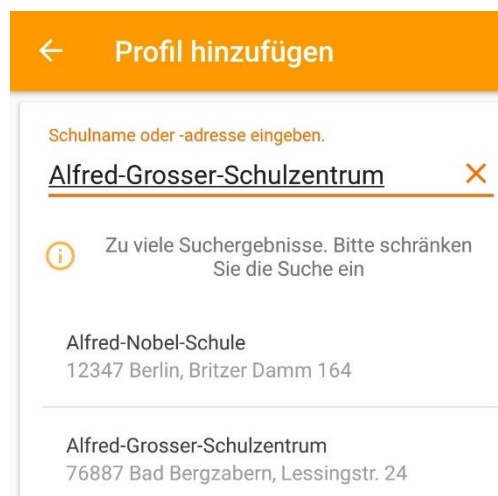 Profil hinzufügen
Schulname oder -adresse eingeben.
Alfred-Grosser-Schulzentrum
Zu viele Suchergebnisse. Bitte schränken
Sie die Suche ein
Alfred-Nobel-Schule
12347 Berlin, Britzer Damm 164
Alfred-Grosser-Schulzentrum
76887 Bad Bergzabern, Lessingstr. 24